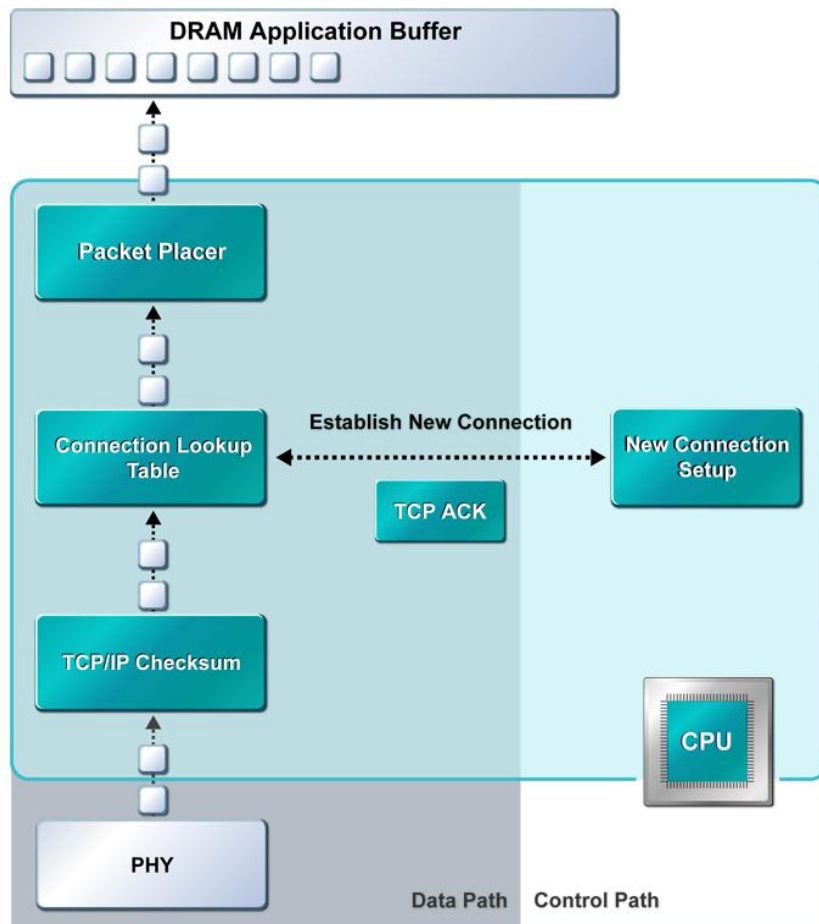 DRAM Application Buffer
Packet Placer
Establish New Connection
Connection Lookup
Table
New Connection
Setup
TCP ACK
TCP/IP Checksum
CPU
PHY
Data Path
Control Path